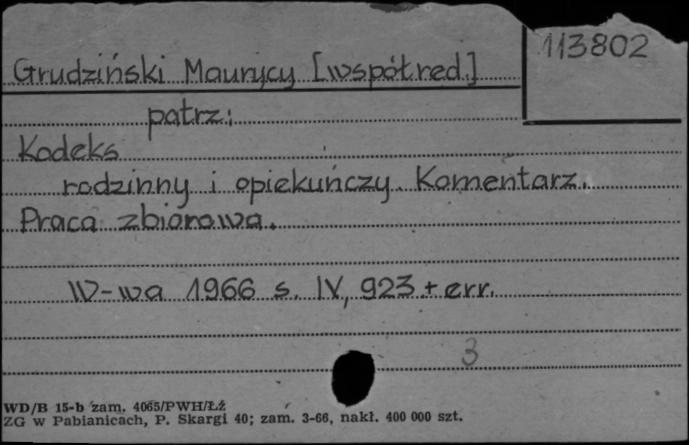 113802
Grudziński Maurycy [współred.]
patrz:
Kodeks
rodzinny i opiekuńczy. Komentarz.
Praca zbiorowa.
W-wa 1966 s. IV, 923 + err.
3
WD/B 15-b zam. 4065/PWH/ŁŻ
ZG w Pabianicach, P. Skargi 40; zam. 3-66, nakł. 400 000 szt.